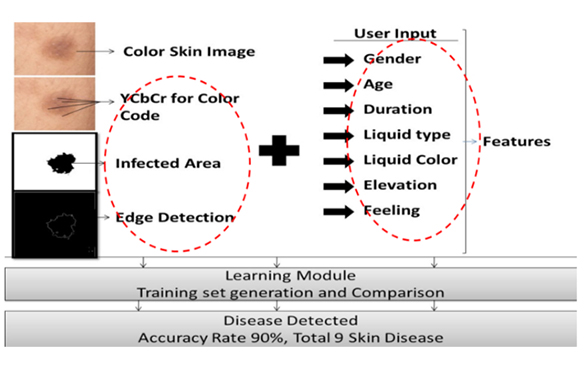 Color Skin Image
YCbCr for Color
Code
Infected Area
Edge Detection
User Input
Gender
Age
Duration
Liquid type
Liquid Color
Elevation
Feeling
Features
Learning Module
Training set generation and Comparison
Disease Detected
Accuracy Rate 90%, Total 9 Skin Disease